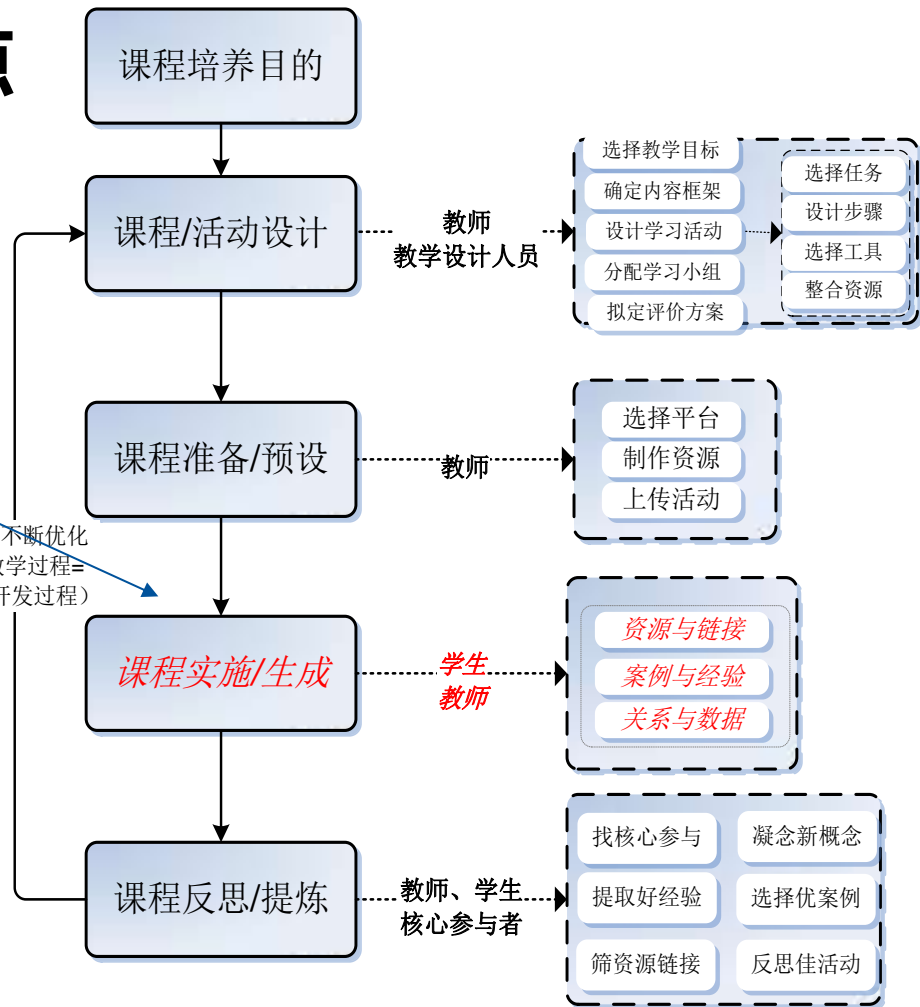 课程培养目的
课程/活动设计
教师
教学设计人员
选择教学目标
确定内容框架
设计学习活动
分配学习小组
拟定评价方案
选择任务
设计步骤
选择工具
整合资源
课程准备/预设
教师
选择平台
制作资源
上传活动
不断优化
教学过程=
开发过程）
课程实施/生成
学生
教师
资源与链接
案例与经验
关系与数据
课程反思/提炼
教师、学生
核心参与者
找核心参与
凝念新概念
提取好经验
选择优案例
筛资源链接
反思佳活动